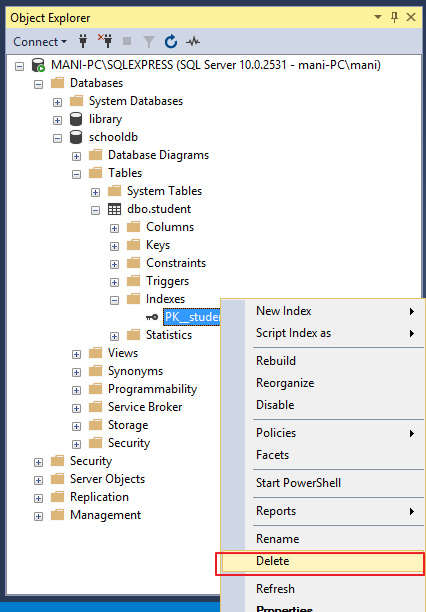 Object Explorer
Connect
MANI-PC\SQLEXPRESS (SQL Server 10.0.2531 - mani-PC\mani)
Databases
System Databases
library
schooldb
Database Diagrams
Tables
System Tables
dbo.student
Columns
Keys
Constraints
Triggers
Indexes
PK__stude
Statistics
Views
Synonyms
Programmability
Service Broker
Storage
Security
Security
Server Objects
Replication
Management
New Index
Script Index as
Rebuild
Reorganize
Disable
Policies
Facets
Start PowerShell
Reports
Rename
Delete
Refresh
Properties